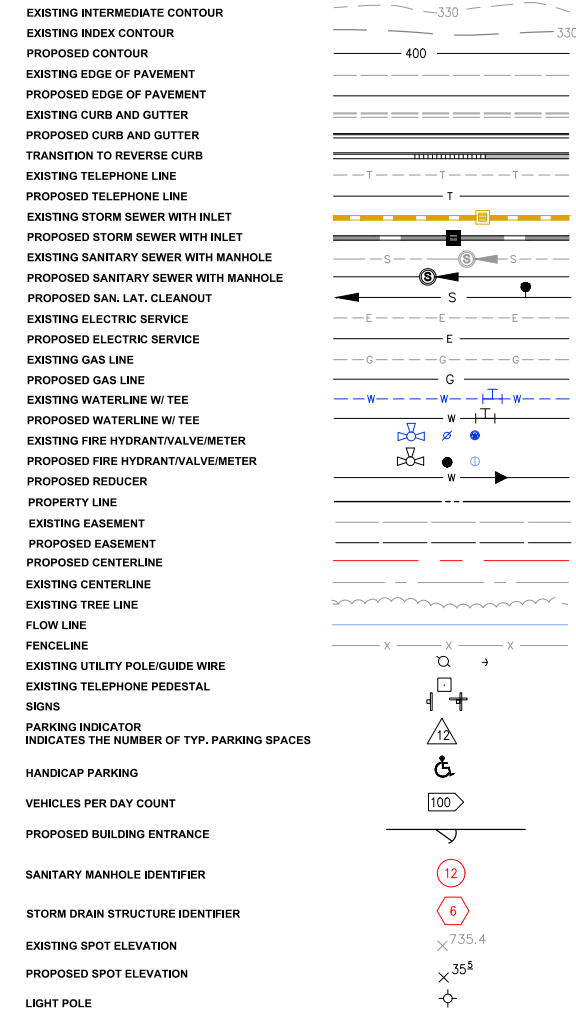 EXISTING INTERMEDIATE CONTOUR 330
EXISTING INDEX CONTOUR 330
PROPOSED CONTOUR 400
EXISTING EDGE OF PAVEMENT
PROPOSED EDGE OF PAVEMENT
EXISTING CURB AND GUTTER
PROPOSED CURB AND GUTTER
TRANSITION TO REVERSE CURB
EXISTING TELEPHONE LINE T T T
PROPOSED TELEPHONE LINE T
EXISTING STORM SEWER WITH INLET
PROPOSED STORM SEWER WITH INLET
EXISTING SANITARY SEWER WITH MANHOLE S S S
PROPOSED SANITARY SEWER WITH MANHOLE S
PROPOSED SAN. LAT. CLEANOUT S
EXISTING ELECTRIC SERVICE E E E
PROPOSED ELECTRIC SERVICE E
EXISTING GAS LINE G G G
PROPOSED GAS LINE G
EXISTING WATERLINE W/ TEE W W W
PROPOSED WATERLINE W/ TEE W
EXISTING FIRE HYDRANT/VALVE/METER
PROPOSED FIRE HYDRANT/VALVE/METER
PROPOSED REDUCER W
PROPERTY LINE
EXISTING EASEMENT
PROPOSED EASEMENT
PROPOSED CENTERLINE
EXISTING CENTERLINE
EXISTING TREE LINE
FLOW LINE
FENCELINE X X X
EXISTING UTILITY POLE/GUIDE WIRE
EXISTING TELEPHONE PEDESTAL
SIGNS
PARKING INDICATOR
INDICATES THE NUMBER OF TYP. PARKING SPACES 12
HANDICAP PARKING
VEHICLES PER DAY COUNT 100
PROPOSED BUILDING ENTRANCE
SANITARY MANHOLE IDENTIFIER 12
STORM DRAIN STRUCTURE IDENTIFIER 6
EXISTING SPOT ELEVATION 735.4
PROPOSED SPOT ELEVATION 35⁵
LIGHT POLE